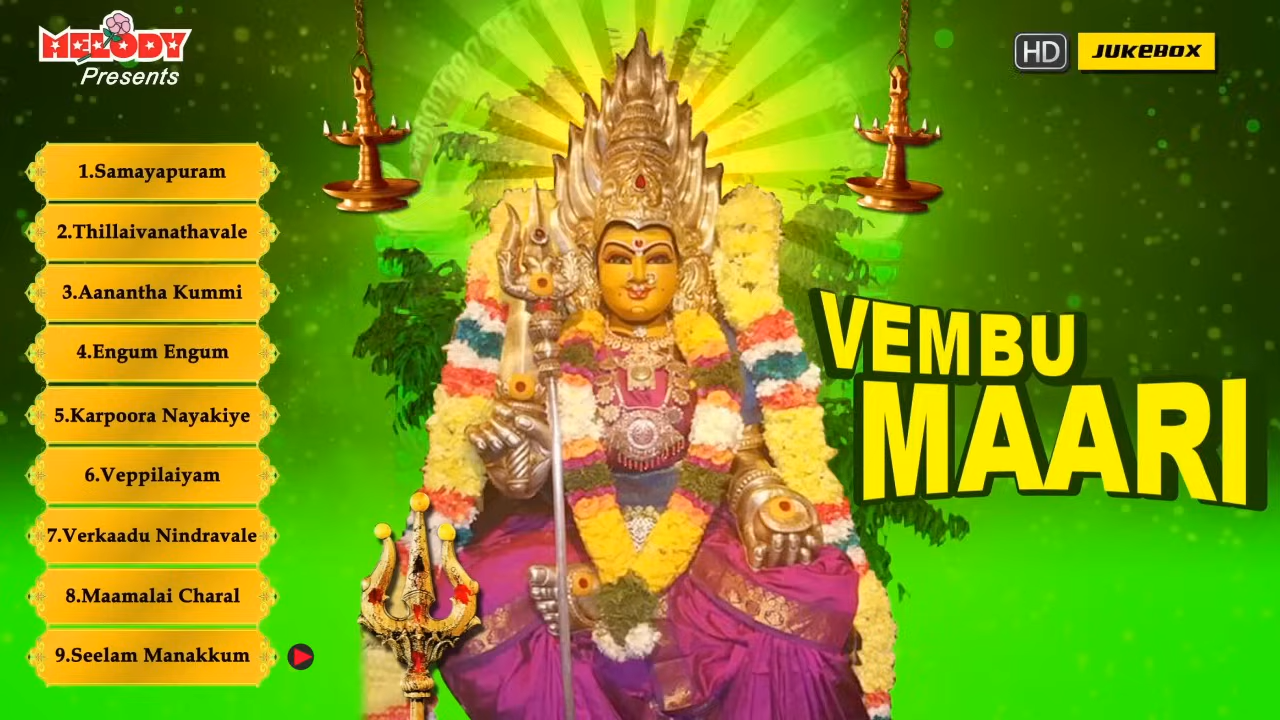 MELODY
Presents
HD
JUKEBOX
1.Samayapuram
2.Thillaivanathavale
3.Aanantha Kummi
4.Engum Engum
5.Karpoora Nayakiye
6.Veppilaiyam
7.Verkaadu Nindravale
8.Maamalai Charal
9.Seelam Manakkum
VEMBU
MAARI